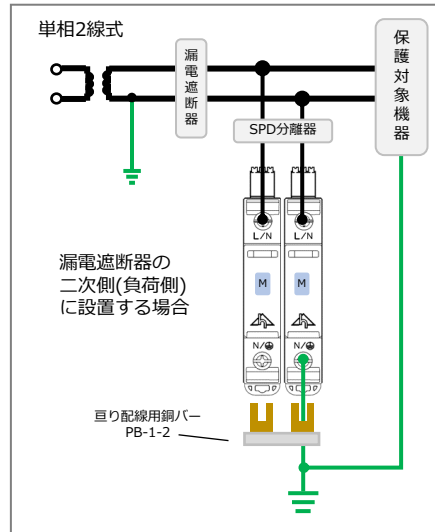 単相2線式
漏電遮断器
保護対象機器
SPD分離器
L/N
L/N
M
M
漏電遮断器の
二次側(負荷側)
に設置する場合
N/
N/
亘り配線用銅バー
PB-1-2